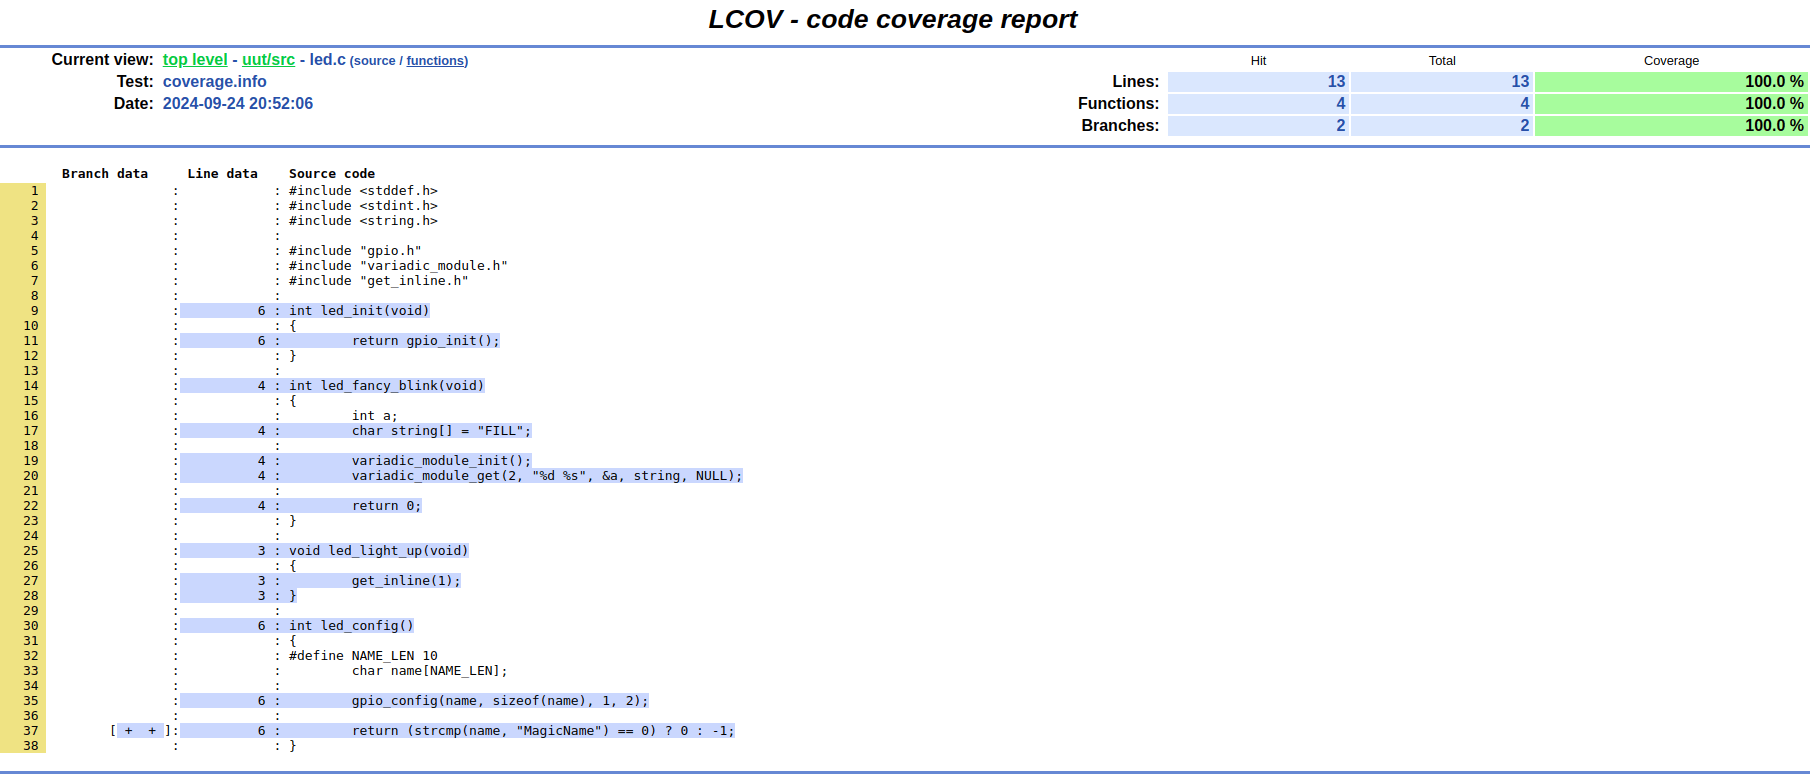 LCOV - code coverage report
Current view: top level - uut/src - led.c (source / functions) Hit Total Coverage
Test: coverage.info Lines: 13 13 100.0 %
Date: 2024-09-24 20:52:06 Functions: 4 4 100.0 %
Branches: 2 2 100.0 %
Branch data Line data Source code
1 : : #include <stddef.h>
2 : : #include <stdint.h>
3 : : #include <string.h>
4 : :
5 : : #include "gpio.h"
6 : : #include "variadic_module.h"
7 : : #include "get_inline.h"
8 : :
9 : 6 : int led_init(void)
10 : : {
11 : 6 : return gpio_init();
12 : : }
13 : :
14 : 4 : int led_fancy_blink(void)
15 : : {
16 : : int a;
17 : 4 : char string[] = "FILL";
18 : :
19 : 4 : variadic_module_init();
20 : 4 : variadic_module_get(2, "%d %s", &a, string, NULL);
21 : :
22 : 4 : return 0;
23 : : }
24 : :
25 : 3 : void led_light_up(void)
26 : : {
27 : 3 : get_inline(1);
28 : 3 : }
29 : :
30 : 6 : int led_config()
31 : : {
32 : : #define NAME_LEN 10
33 : : char name[NAME_LEN];
34 : :
35 : 6 : gpio_config(name, sizeof(name), 1, 2);
36 : :
37 [ + + ]: 6 : return (strcmp(name, "MagicName") == 0) ? 0 : -1;
38 : : }